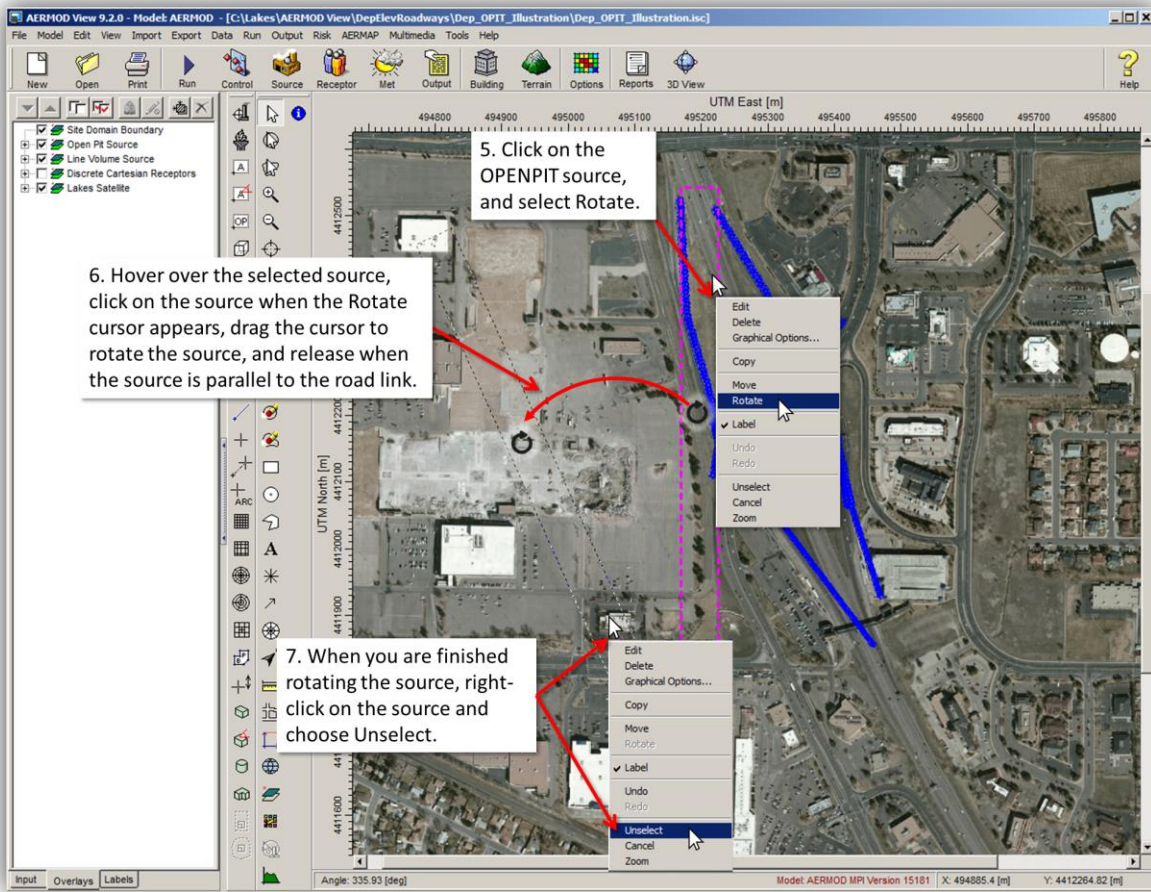 AERMOD View 9.2.0 - Model: AERMOD - [C:\Lakes\AERMOD View\DepElevRoadways\Dep_OPIT_Illustration\Dep_OPIT_Illustration.isc]
File Model Edit View Import Export Data Run Output Risk AERMAP Multimedia Tools Help
New Open Print Run Control Source Receptor Met Output Building Terrain Options Reports 3D View Help
Site Domain Boundary
Open Pit Source
Line Volume Source
Discrete Cartesian Receptors
Lakes Satellite
A
A
OP
ARC
A
UTM East [m]
494800 494900 495000 495100 495200 495300 495400 495500 495600 495700 495800
UTM North [m]
4412500
4412200
4412100
4412000
4411900
4411600
5. Click on the
OPENPIT source,
and select Rotate.
6. Hover over the selected source,
click on the source when the Rotate
cursor appears, drag the cursor to
rotate the source, and release when
the source is parallel to the road link.
Edit
Delete
Graphical Options...
Copy
Move
Rotate
Label
Undo
Redo
Unselect
Cancel
Zoom
7. When you are finished
rotating the source, right-
click on the source and
choose Unselect.
Edit
Delete
Graphical Options...
Copy
Move
Rotate
Label
Undo
Redo
Unselect
Cancel
Zoom
Input Overlays Labels
Angle: 335.93 [deg]
Model: AERMOD MPI Version 15181 X: 494885.4 [m] Y: 4412264.82 [m]